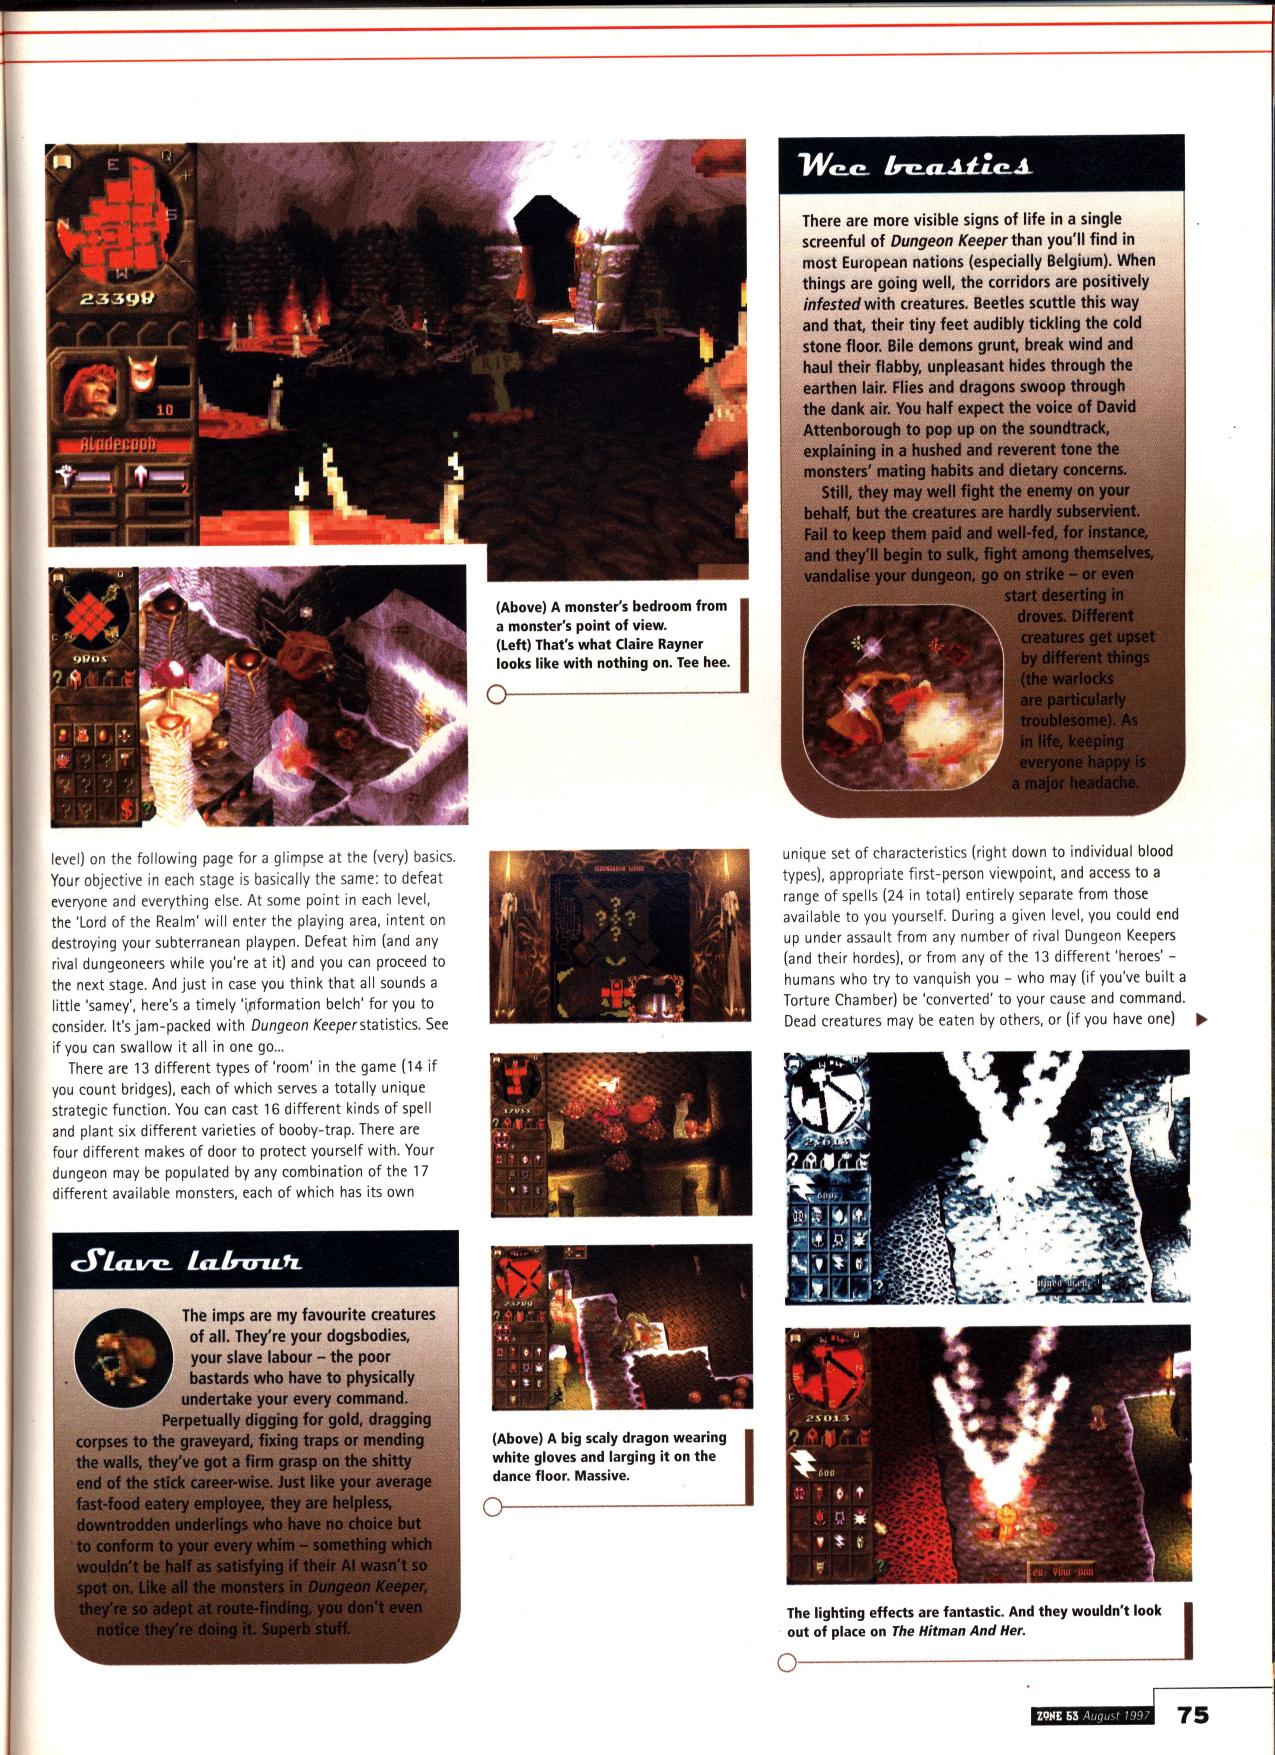 E
Q
N
S
W
23398
10
Aladecoph
1
2
9805
(Above) A monster's bedroom from
a monster's point of view.
(Left) That's what Claire Rayner
looks like with nothing on. Tee hee.
Wee beasties
There are more visible signs of life in a single
screenful of Dungeon Keeper than you'll find in
most European nations (especially Belgium). When
things are going well, the corridors are positively
infested with creatures. Beetles scuttle this way
and that, their tiny feet audibly tickling the cold
stone floor. Bile demons grunt, break wind and
haul their flabby, unpleasant hides through the
earthen lair. Flies and dragons swoop through
the dank air. You half expect the voice of David
Attenborough to pop up on the soundtrack,
explaining in a hushed and reverent tone the
monsters' mating habits and dietary concerns.
Still, they may well fight the enemy on your
behalf, but the creatures are hardly subservient.
Fail to keep them paid and well-fed, for instance,
and they'll begin to sulk, fight among themselves,
vandalise your dungeon, go on strike – or even
start deserting in
droves. Different
creatures get upset
by different things
(the warlocks
are particularly
troublesome). As
in life, keeping
everyone happy is
a major headache.
level) on the following page for a glimpse at the (very) basics.
Your objective in each stage is basically the same: to defeat
everyone and everything else. At some point in each level,
the 'Lord of the Realm' will enter the playing area, intent on
destroying your subterranean playpen. Defeat him (and any
rival dungeoneers while you're at it) and you can proceed to
the next stage. And just in case you think that all sounds a
little 'samey', here's a timely 'information belch' for you to
consider. It's jam-packed with Dungeon Keeper statistics. See
if you can swallow it all in one go...
There are 13 different types of 'room' in the game (14 if
you count bridges), each of which serves a totally unique
strategic function. You can cast 16 different kinds of spell
and plant six different varieties of booby-trap. There are
four different makes of door to protect yourself with. Your
dungeon may be populated by any combination of the 17
different available monsters, each of which has its own
unique set of characteristics (right down to individual blood
types), appropriate first-person viewpoint, and access to a
range of spells (24 in total) entirely separate from those
available to you yourself. During a given level, you could end
up under assault from any number of rival Dungeon Keepers
(and their hordes), or from any of the 13 different 'heroes' –
humans who try to vanquish you – who may (if you've built a
Torture Chamber) be 'converted' to your cause and command.
Dead creatures may be eaten by others, or (if you have one)
Slave labour
The imps are my favourite creatures
of all. They're your dogsbodies,
your slave labour – the poor
bastards who have to physically
undertake your every command.
Perpetually digging for gold, dragging
corpses to the graveyard, fixing traps or mending
the walls, they've got a firm grasp on the shitty
end of the stick career-wise. Just like your average
fast-food eatery employee, they are helpless,
downtrodden underlings who have no choice but
to conform to your every whim – something which
wouldn't be half as satisfying if their AI wasn't so
spot on. Like all the monsters in Dungeon Keeper,
they're so adept at route-finding, you don't even
notice they're doing it. Superb stuff.
23789
(Above) A big scaly dragon wearing
white gloves and larging it on the
dance floor. Massive.
25013
600
25013
600
The lighting effects are fantastic. And they wouldn't look
out of place on The Hitman And Her.
ZONE 53 August 1997 75